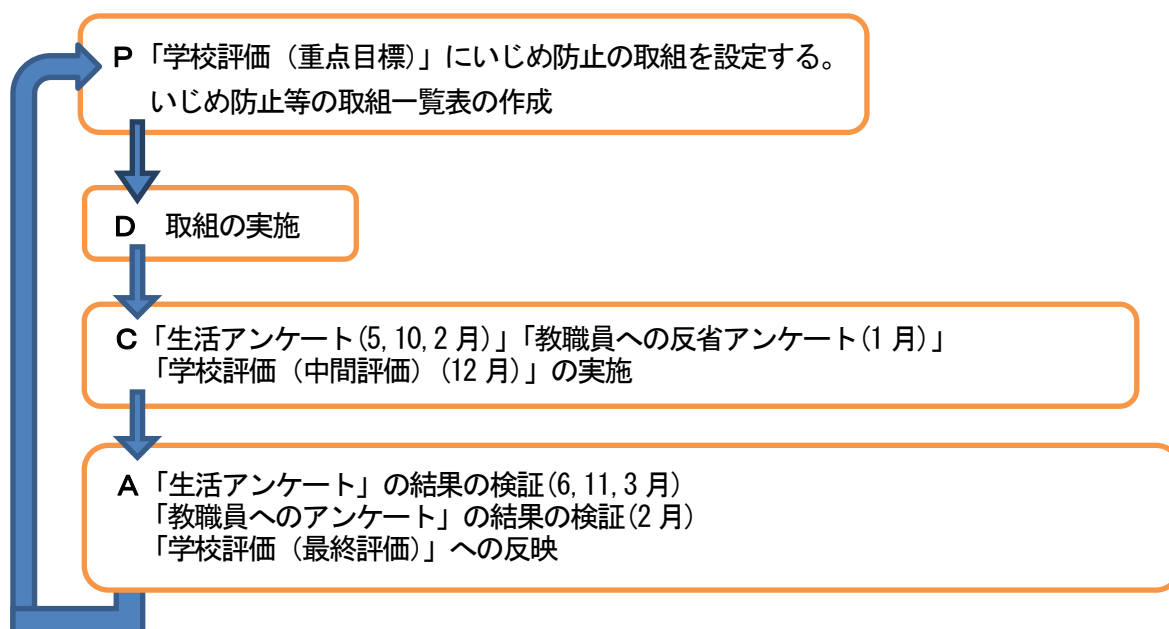 P「学校評価（重点目標）」にいじめ防止の取組を設定する。
いじめ防止等の取組一覧表の作成
D 取組の実施
C「生活アンケート(5,10,2月)」「教職員への反省アンケート(1月)」
「学校評価（中間評価）(12月)」の実施
A「生活アンケート」の結果の検証(6,11,3月)
「教職員へのアンケート」の結果の検証(2月)
「学校評価（最終評価）」への反映